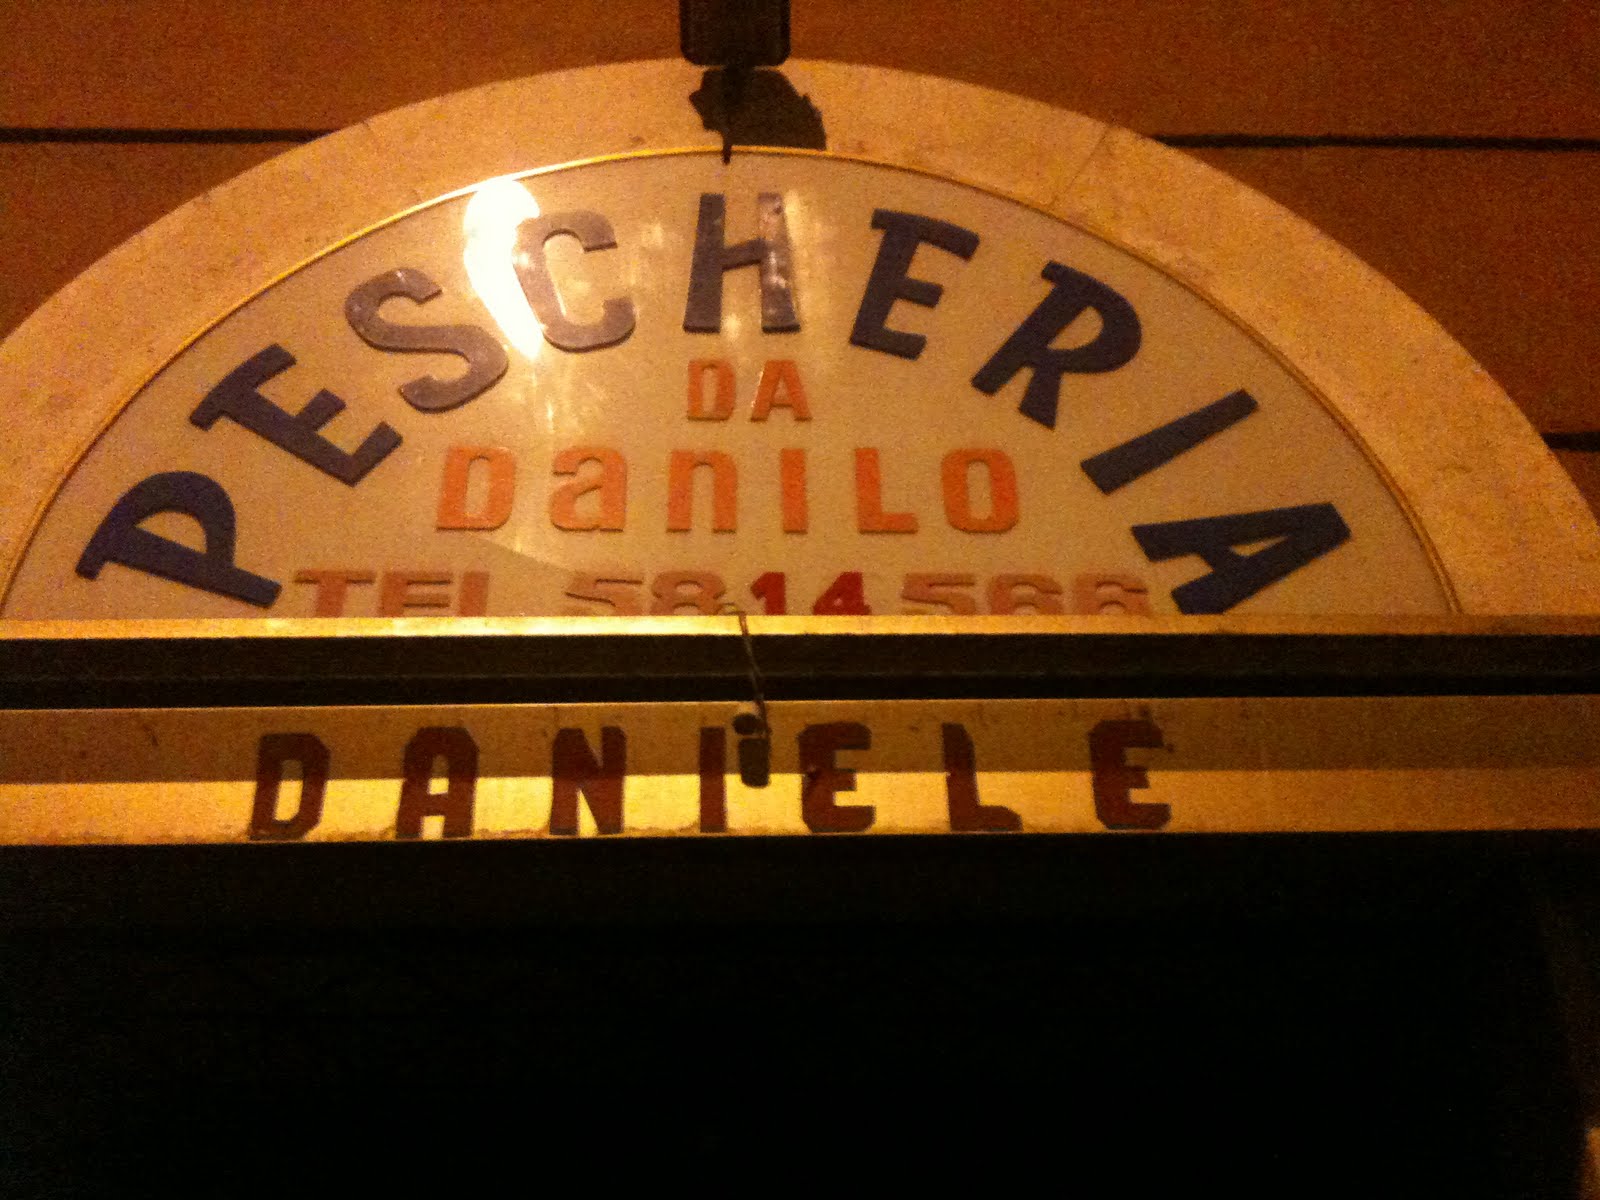 PESCHERIA
DA
DanILo
TEL 5814566
DANIELE